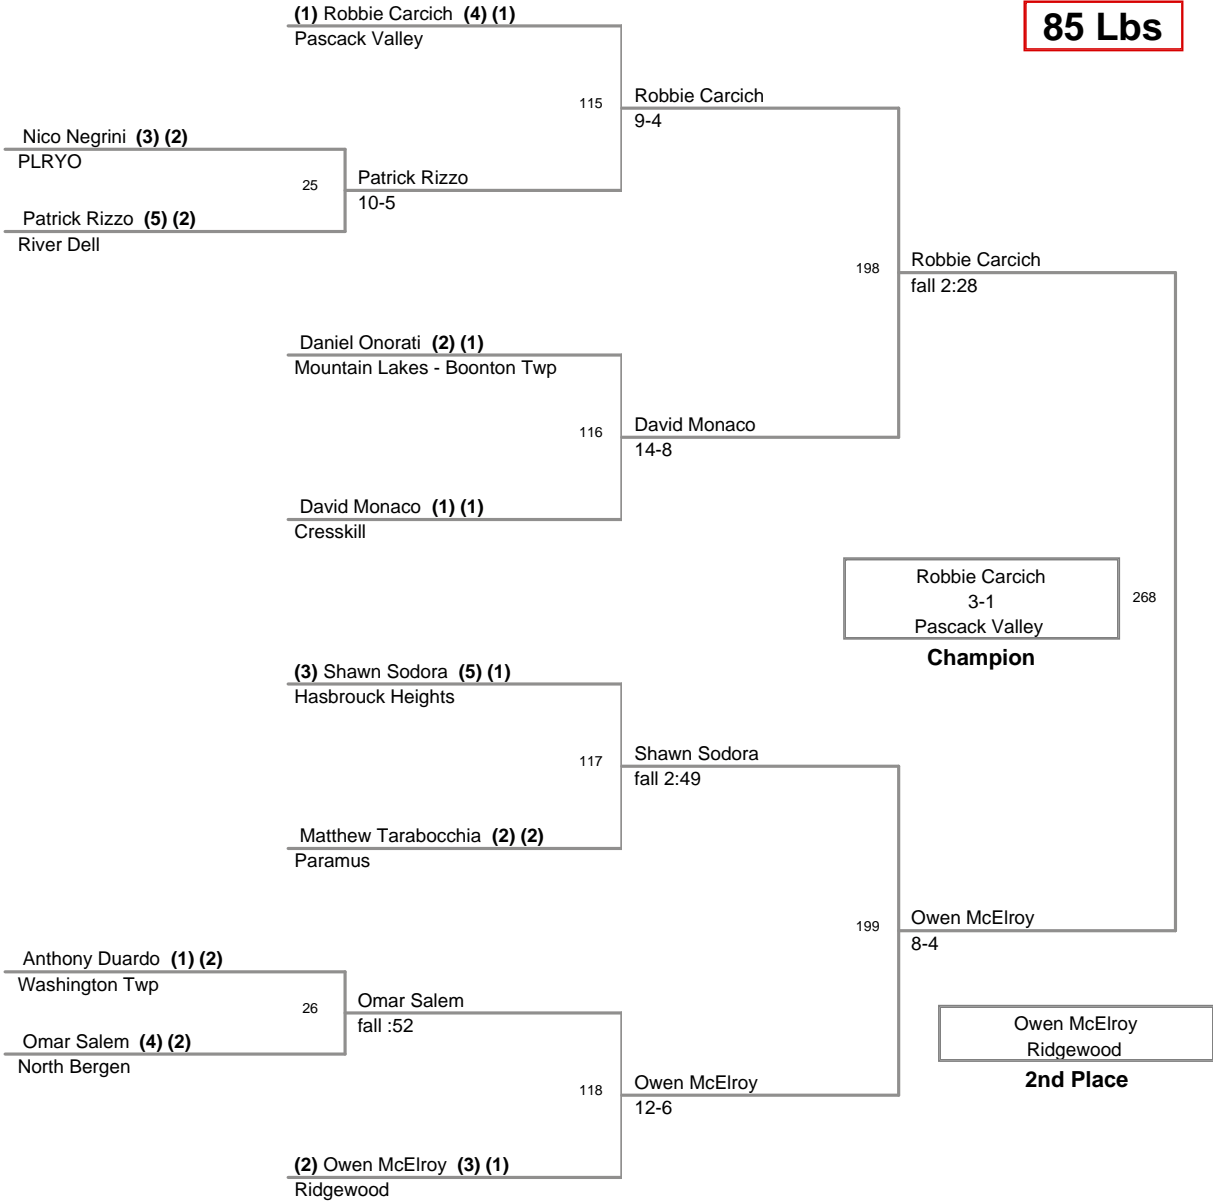 85 Lbs
(1) Robbie Carcich (4) (1)
Pascack Valley
115
Robbie Carcich
9-4
Nico Negrini (3) (2)
PLRYO
25
Patrick Rizzo
10-5
Patrick Rizzo (5) (2)
River Dell
198
Robbie Carcich
fall 2:28
Daniel Onorati (2) (1)
Mountain Lakes - Boonton Twp
116
David Monaco
14-8
David Monaco (1) (1)
Cresskill
Robbie Carcich
3-1
Pascack Valley
268
Champion
(3) Shawn Sodora (5) (1)
Hasbrouck Heights
117
Shawn Sodora
fall 2:49
Matthew Tarabocchia (2) (2)
Paramus
199
Owen McElroy
8-4
Anthony Duardo (1) (2)
Washington Twp
26
Omar Salem
fall :52
Omar Salem (4) (2)
North Bergen
Owen McElroy
Ridgewood
2nd Place
118
Owen McElroy
12-6
(2) Owen McElroy (3) (1)
Ridgewood